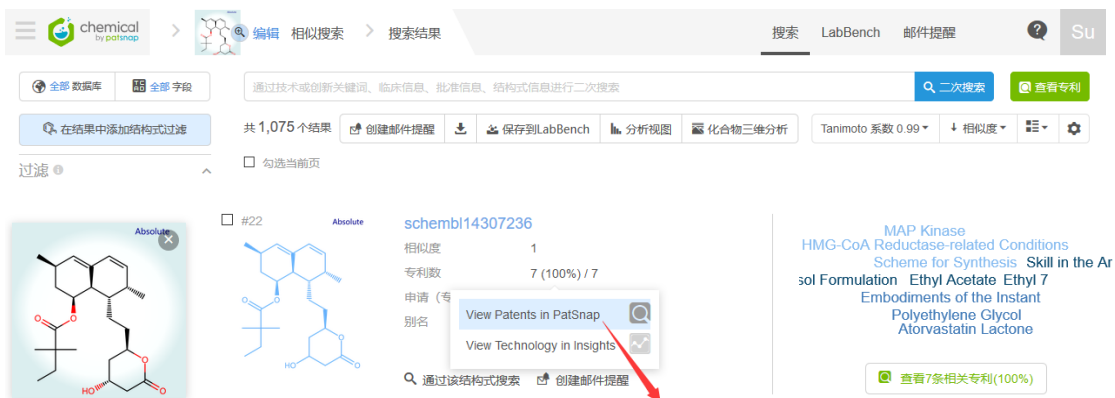 chemical
by patsnap
编辑 相似搜索 搜索结果
搜索 LabBench 邮件提醒 ? Su
全部 数据库 全部 字段
通过技术或创新关键词、临床信息、批准信息、结构式信息进行二次搜索
二次搜索 查看专利
在结果中添加结构式过滤
共 1,075 个结果 创建邮件提醒 保存到LabBench 分析视图 化合物三维分析 Tanimoto 系数 0.99 相似度
过滤
勾选当前页
#22
Absolute
schembl14307236
相似度 1
专利数 7 (100%) / 7
申请（专
别名
View Patents in PatSnap
View Technology in Insights
通过该结构式搜索 创建邮件提醒
Absolute
O
O
O
O
HO
O
O
O
O
HO
MAP Kinase
HMG-CoA Reductase-related Conditions
Scheme for Synthesis Skill in the Ar
sol Formulation Ethyl Acetate Ethyl 7
Embodiments of the Instant
Polyethylene Glycol
Atorvastatin Lactone
查看7条相关专利(100%)